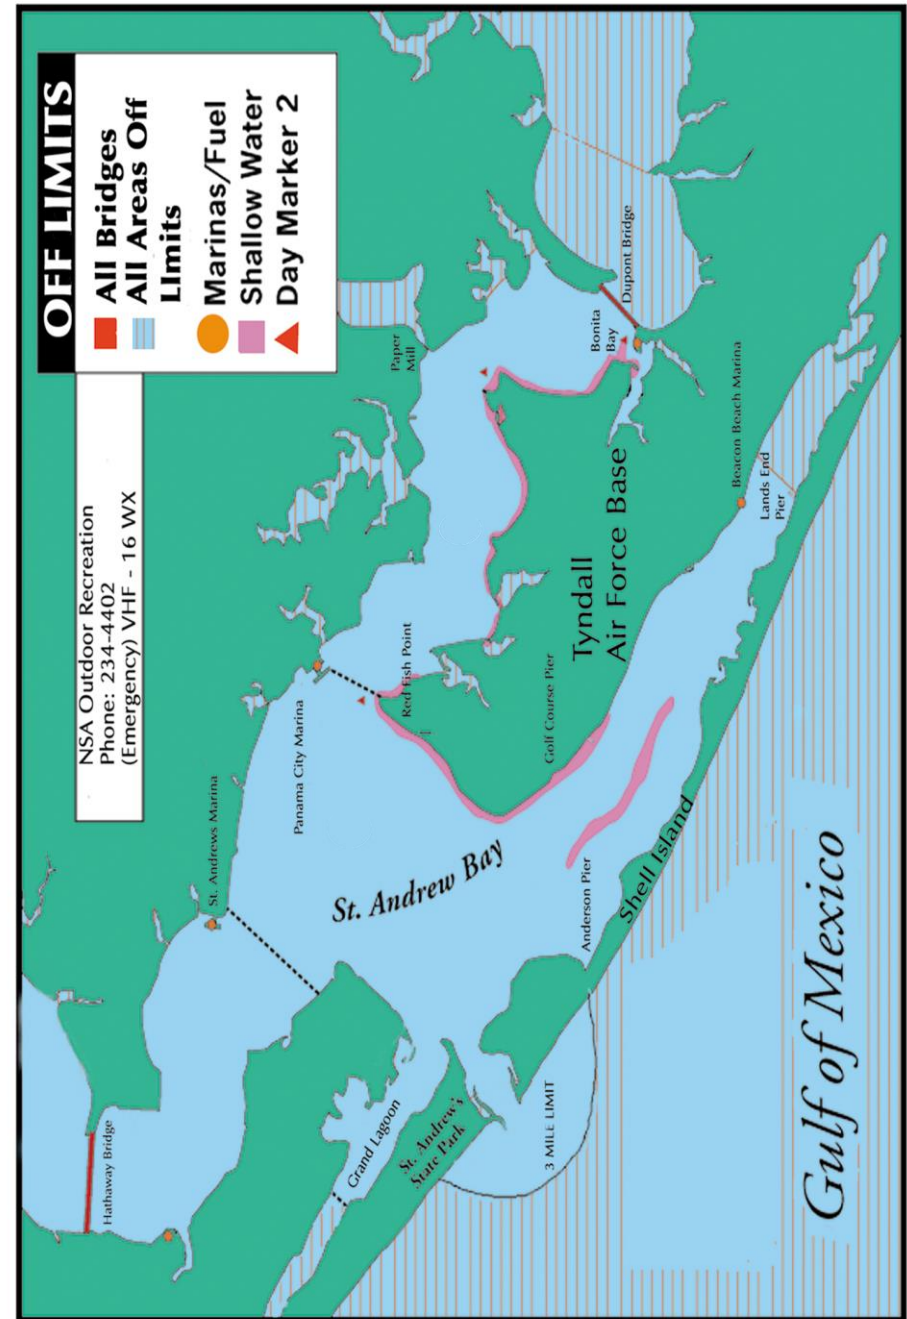 OFF LIMITS
All Bridges
All Areas Off
LImits
Marinas/Fuel
Shallow Water
Day Marker 2
NSA Outdoor Recreation
Phone: 234-4402
(Emergency) VHF - 16 WX
Hathaway Bridge
St. Andrews Marina
Panama City Marina
Paper
Mill
Dupont Bridge
Bonita
Bay
Red Fish Point
St. Andrew Bay
Grand Lagoon
St. Andrew's
State Park
Golf Course Pier
Tyndall
Air Force Base
Beacon Beach Marina
Lands End
Pier
Anderson Pier
Shell Island
3 MILE LIMIT
Gulf of Mexico